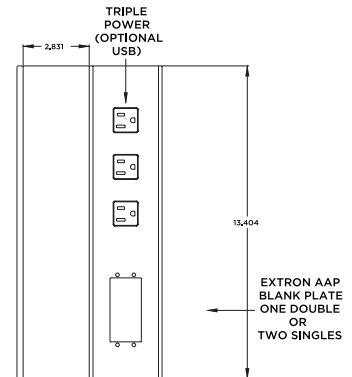 TRIPLE
POWER
(OPTIONAL
USB)
2.831
13.404
EXTRON AAP
BLANK PLATE
ONE DOUBLE
OR
TWO SINGLES